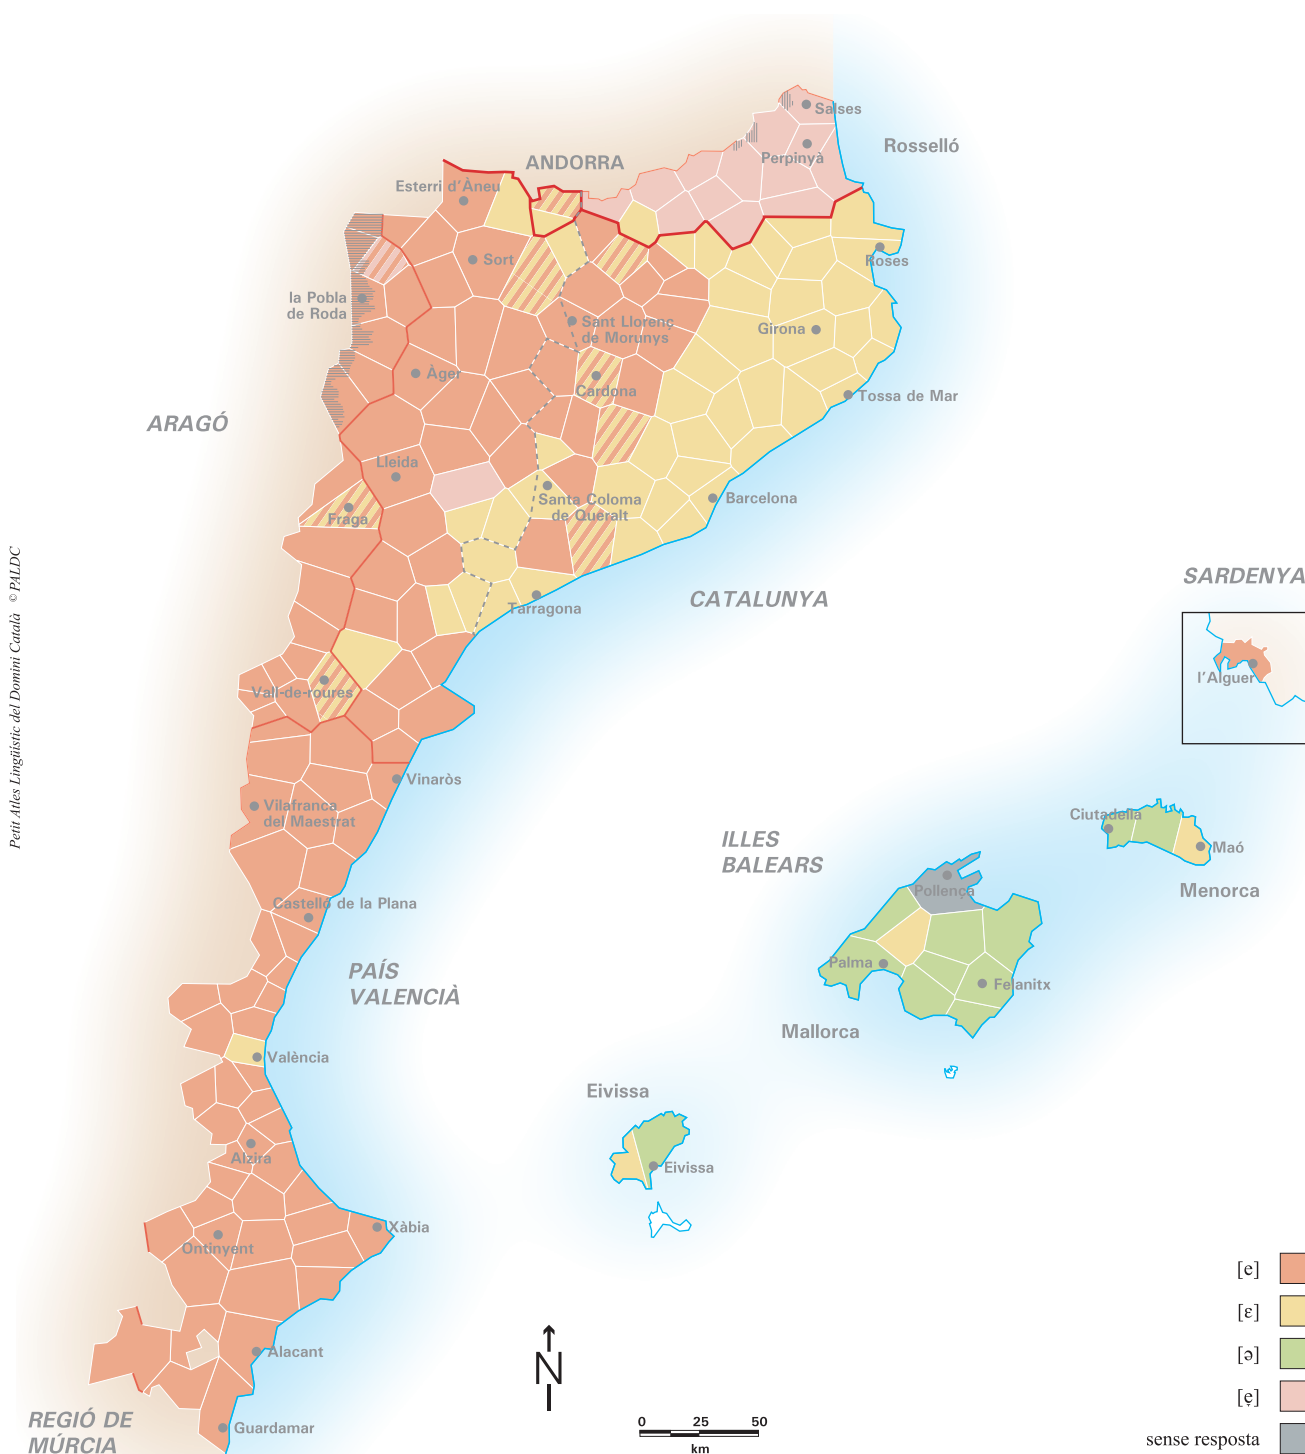 Salses
Rosselló
Perpinyà
ANDORRA
Esterri d'Àneu
Roses
Sort
la Pobla
de Roda
Sant Llorenç
de Morunys
Girona
Àger
Cardona
Tossa de Mar
ARAGÓ
Lleida
Santa Coloma
de Queralt
Barcelona
Fraga
Petit Atles Lingüístic del Domini Català © PALDC
SARDENYA
CATALUNYA
Tarragona
l'Alguer
Vall-de-roures
Vinaròs
Vilafranca
del Maestrat
Ciutadella
Maó
ILLES
BALEARS
Pollença
Menorca
Castelló de la Plana
Palma
PAÍS
VALENCIÀ
Felanitx
Mallorca
València
Eivissa
Alzira
Eivissa
Xàbia
Ontinyent
[e]
[ɛ]
[ə]
[ẹ]
sense resposta
Alacant
N
0 25 50
km
REGIÓ DE
MÚRCIA
Guardamar